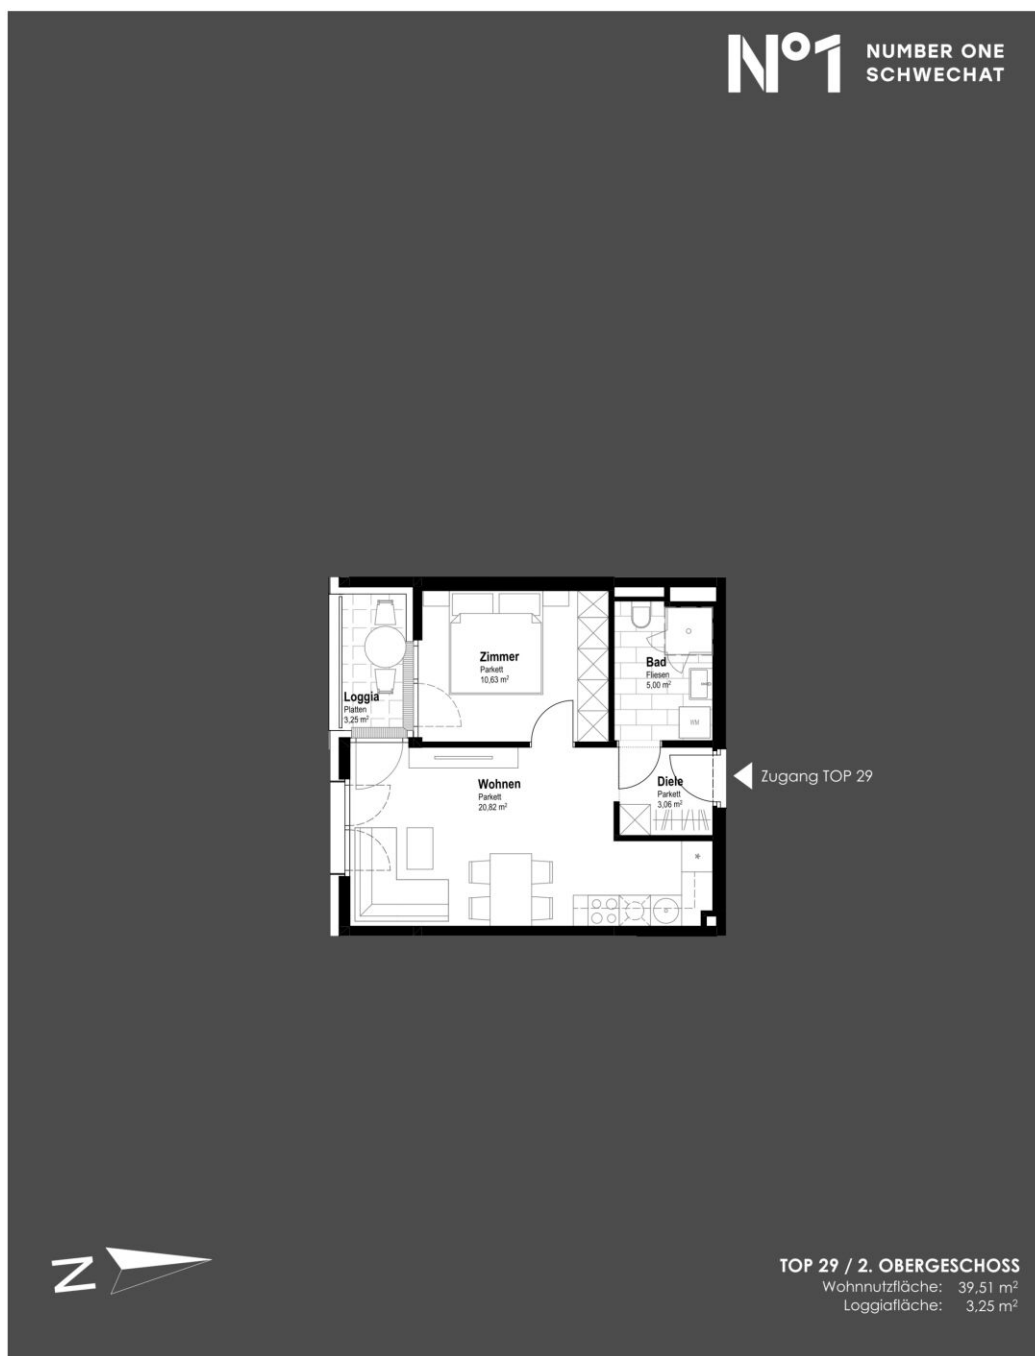 Nº1 NUMBER ONE
SCHWECHAT
Zimmer
Parkett
10,63 m²
Bad
Fliesen
5,00 m²
Loggia
Platten
3,25 m²
WM
Wohnen
Parkett
20,82 m²
Diele
Parkett
3,06 m²
Zugang TOP 29
*
N
TOP 29 / 2. OBERGESCHOSS
Wohnnutzfläche: 39,51 m²
Loggiafläche: 3,25 m²